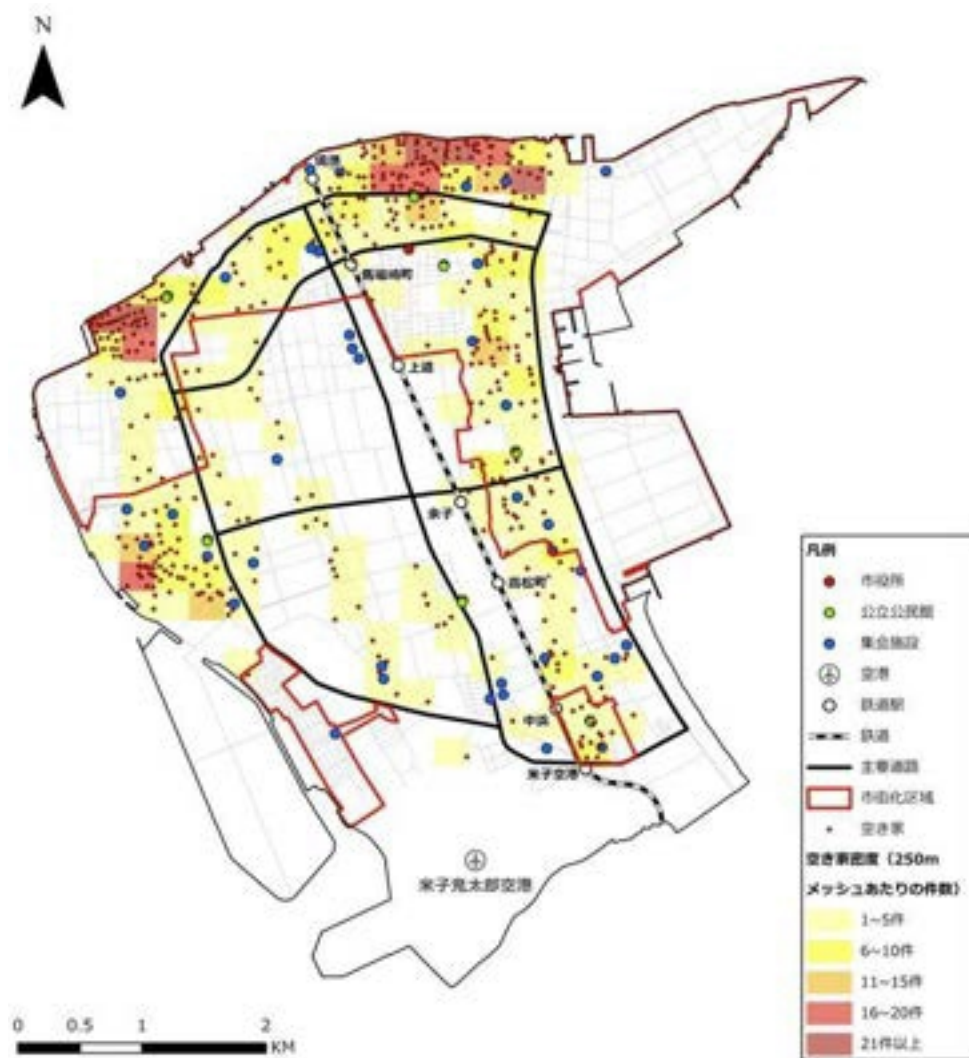 N
境港
馬場崎町
上道
余子
高松町
中浜
米子空港
米子鬼太郎空港
0 0.5 1 2
KM
凡例
市役所
公立公民館
集会施設
空港
鉄道駅
鉄道
主要道路
市街化区域
空き家
空き家密度（250m
メッシュあたりの件数）
1~5件
6~10件
11~15件
16~20件
21件以上